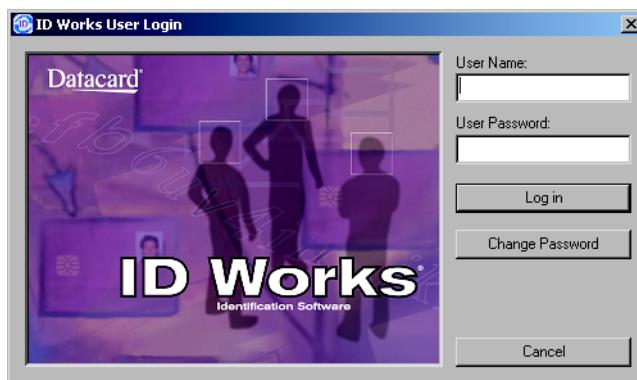 ID Works User Login
Datacard®
User Name:
User Password:
Log in
Change Password
ID Works®
Identification Software
Cancel